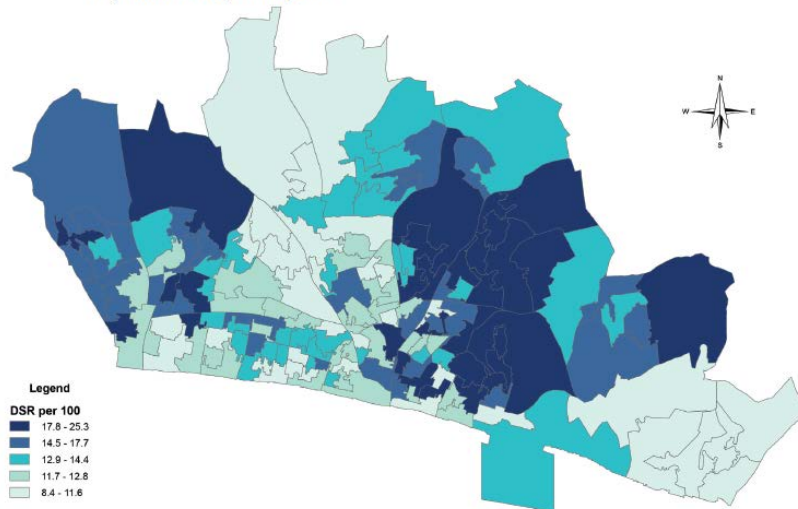 N
W E
S
Legend
DSR per 100
17.8 - 25.3
14.5 - 17.7
12.9 - 14.4
11.7 - 12.8
8.4 - 11.6